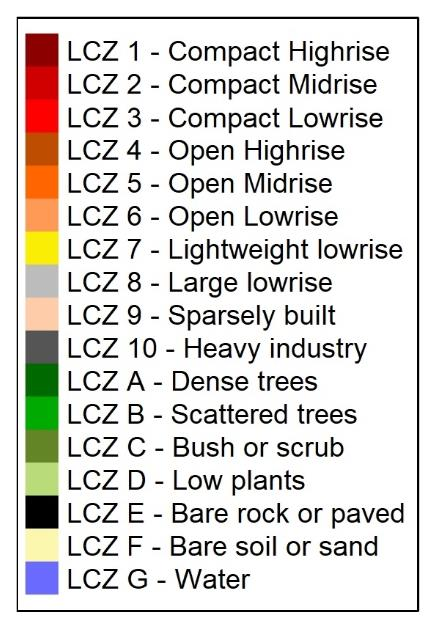 LCZ 1 - Compact Highrise
LCZ 2 - Compact Midrise
LCZ 3 - Compact Lowrise
LCZ 4 - Open Highrise
LCZ 5 - Open Midrise
LCZ 6 - Open Lowrise
LCZ 7 - Lightweight lowrise
LCZ 8 - Large lowrise
LCZ 9 - Sparsely built
LCZ 10 - Heavy industry
LCZ A - Dense trees
LCZ B - Scattered trees
LCZ C - Bush or scrub
LCZ D - Low plants
LCZ E - Bare rock or paved
LCZ F - Bare soil or sand
LCZ G - Water